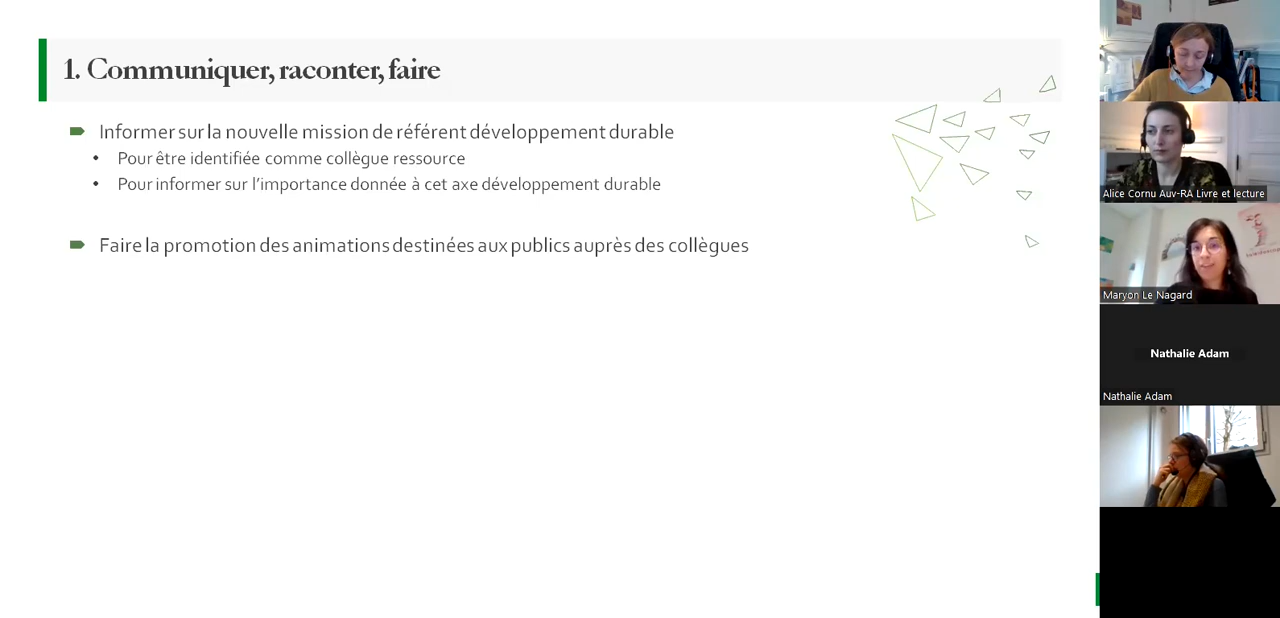 1. Communiquer, raconter, faire
Informer sur la nouvelle mission de référent développement durable
• Pour être identifiée comme collègue ressource
• Pour informer sur l'importance donnée à cet axe développement durable
Faire la promotion des animations destinées aux publics auprès des collègues
Alice Cornu Auv-RA Livre et lecture
Maryon Le Nagard
Nathalie Adam
Nathalie Adam